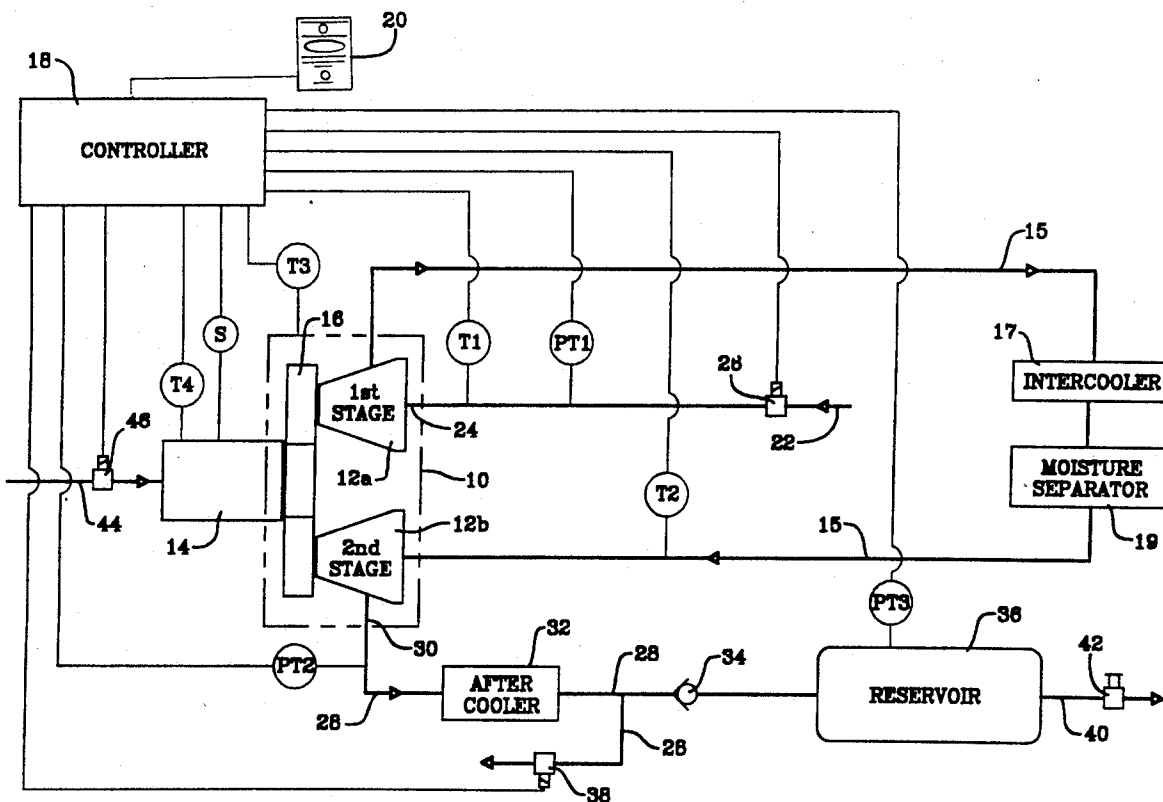 20
18
CONTROLLER
15
T3
16
S
T1
PT1
17
26
INTERCOOLER
T4
1st
STAGE
24
22
46
12a
10
MOISTURE
SEPARATOR
T2
44
14
12b
2nd
STAGE
15
19
PT3
30
32
36
PT2
28
34
42
AFTER
COOLER
RESERVOIR
28
28
40
38